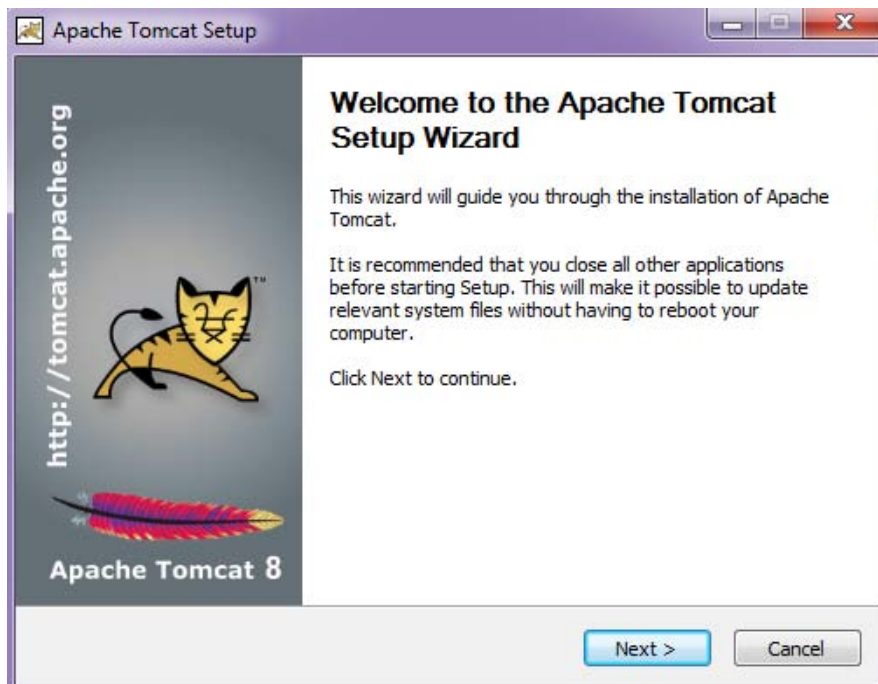 Apache Tomcat Setup
http://tomcat.apache.org
TM
Apache Tomcat 8
Welcome to the Apache Tomcat
Setup Wizard
This wizard will guide you through the installation of Apache
Tomcat.
It is recommended that you close all other applications
before starting Setup. This will make it possible to update
relevant system files without having to reboot your
computer.
Click Next to continue.
Next >
Cancel